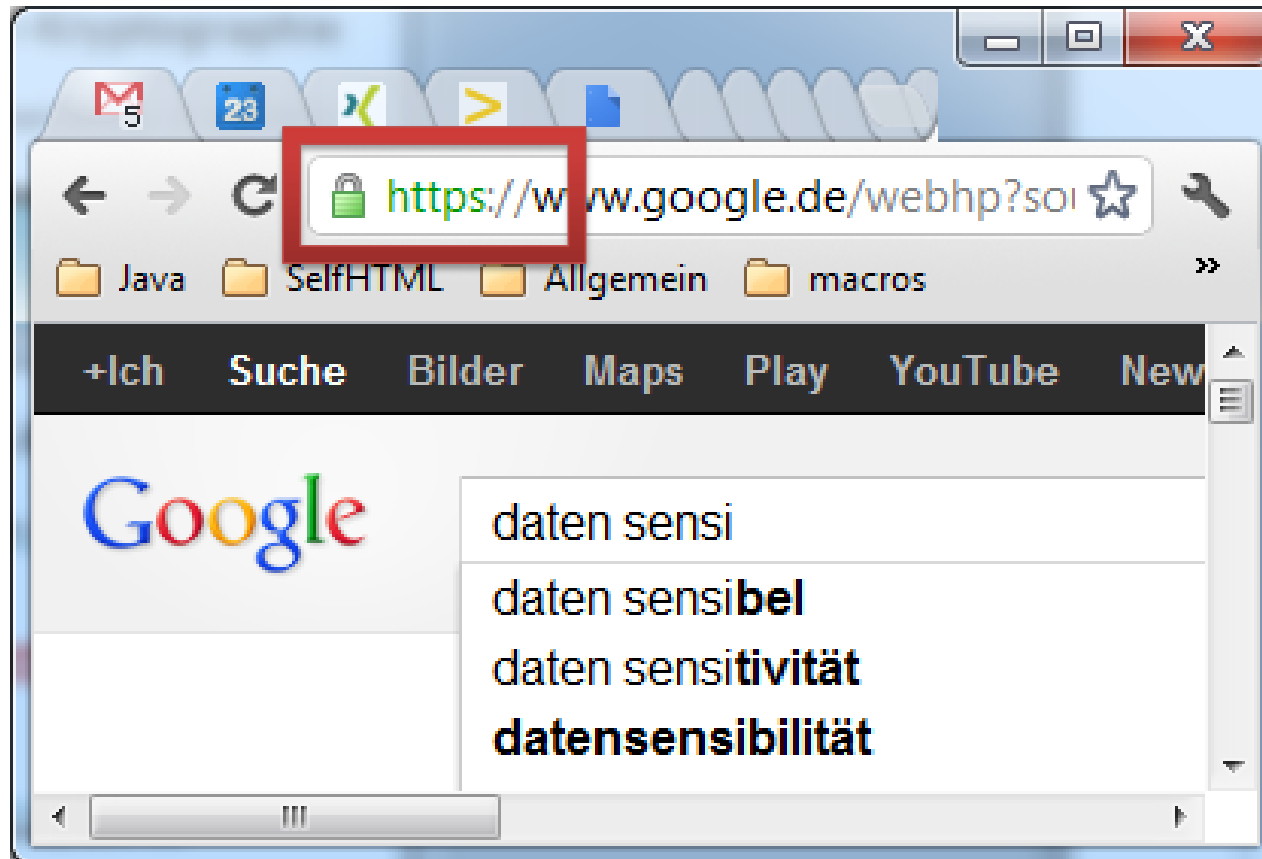 5
23
https://www.google.de/webhp?sou
Java SelfHTML Allgemein macros »
+Ich Suche Bilder Maps Play YouTube New
Google
daten sensi
daten sensibel
daten sensitivität
datensensibilität